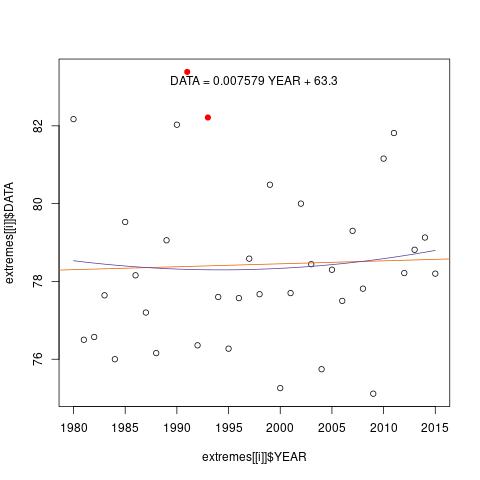 DATA = 0.007579 YEAR + 63.3
82
80
78
76
extremes[[i]]$DATA
1980 1985 1990 1995 2000 2005 2010 2015
extremes[[i]]$YEAR